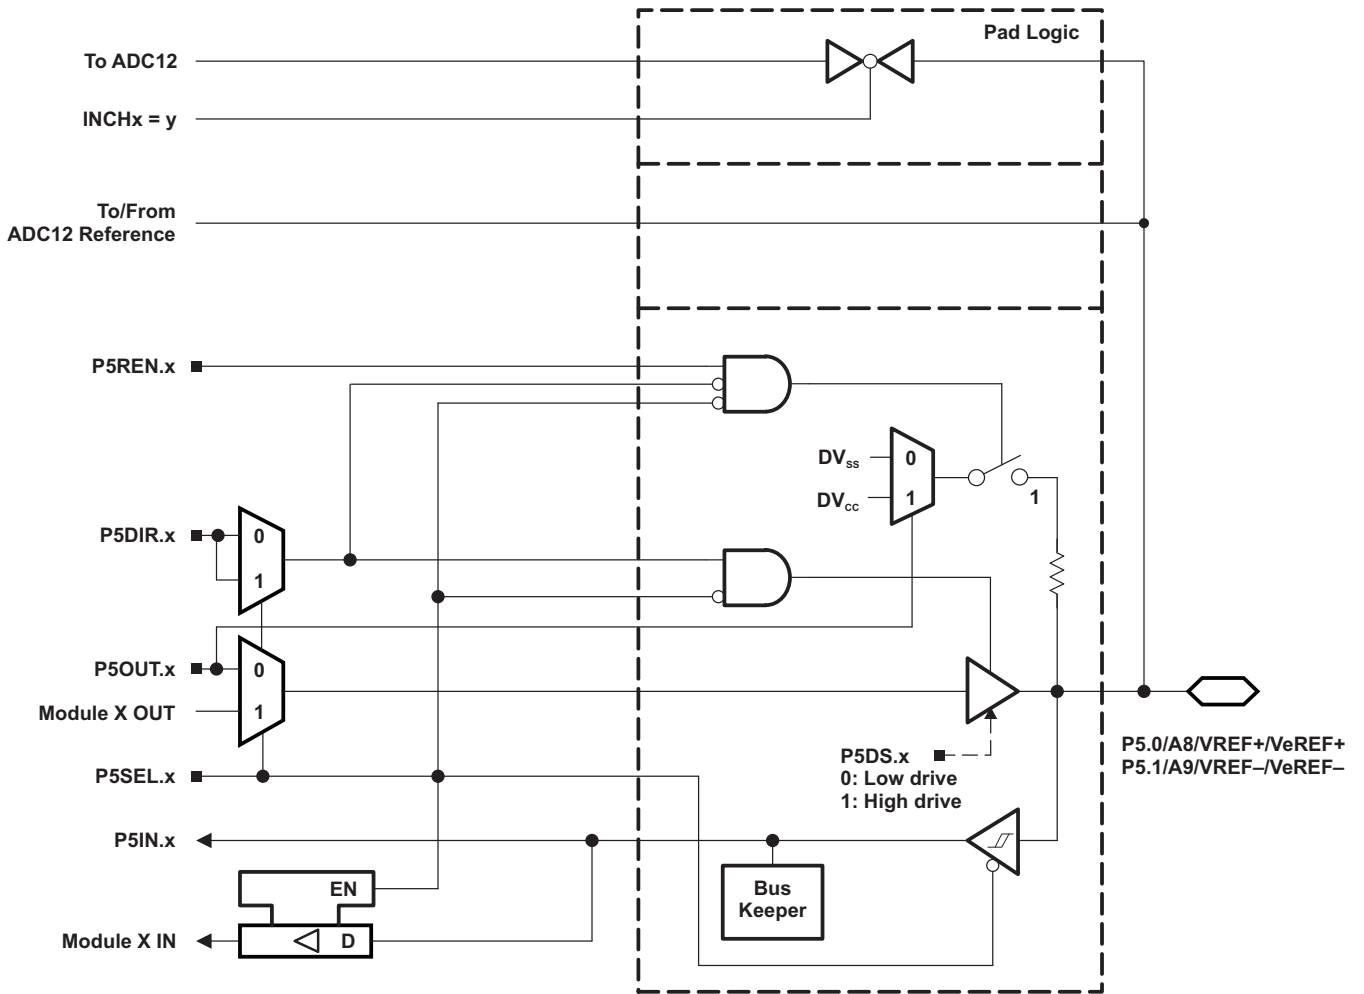 Pad Logic
To ADC12
INCHx = y
To/From
ADC12 Reference
P5REN.x
DVSS
0
DVCC
1
1
P5DIR.x
0
1
P5OUT.x
0
Module X OUT
1
P5DS.x
0: Low drive
1: High drive
P5.0/A8/VREF+/VeREF+
P5.1/A9/VREF–/VeREF–
P5SEL.x
P5IN.x
Bus
Keeper
EN
Module X IN
D